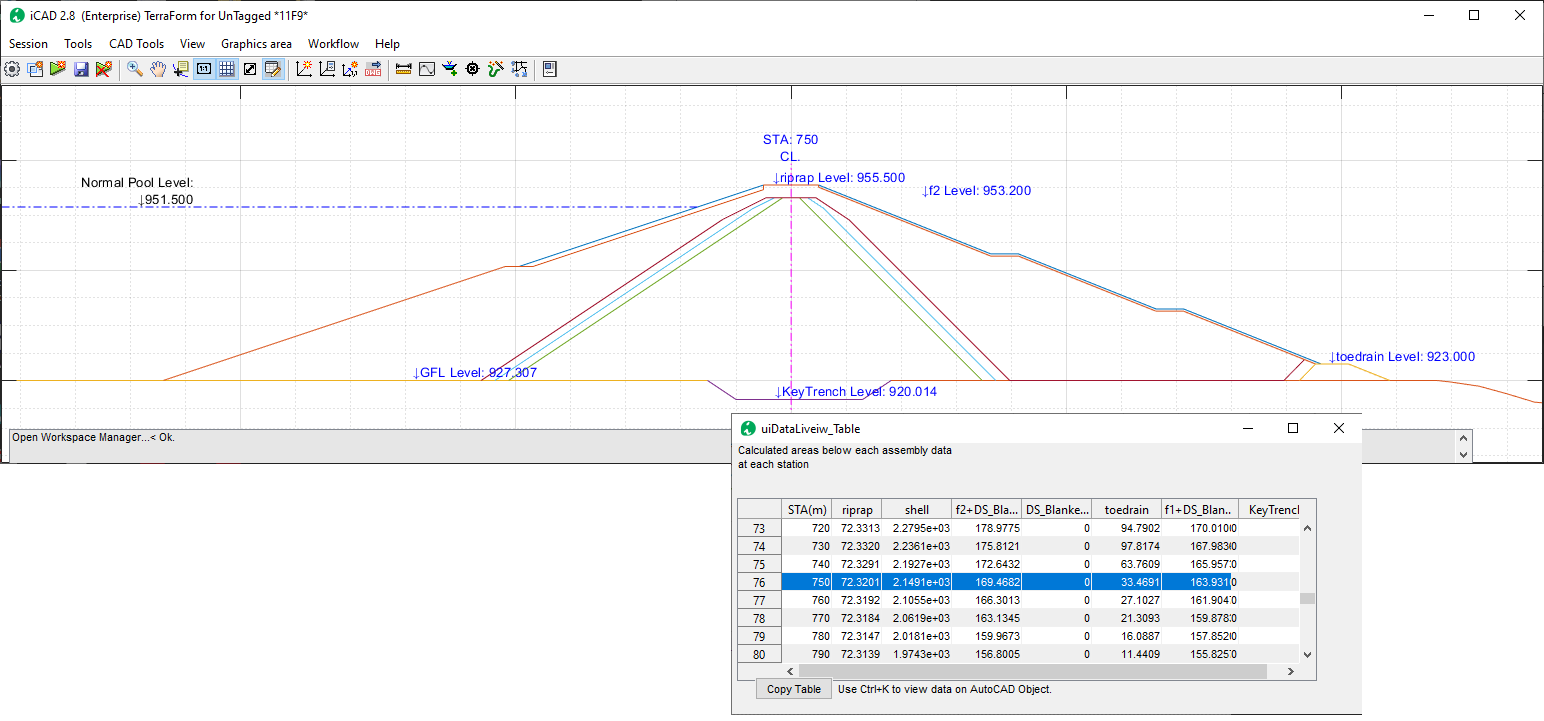 iCAD 2.8 (Enterprise) TerraForm for UnTagged *11F9*
Session Tools CAD Tools View Graphics area Workflow Help
STA: 750
CL.
Normal Pool Level:
↓951.500
↓riprap Level: 955.500
↓f2 Level: 953.200
↓toedrain Level: 923.000
↓GFL Level: 927.307
↓KeyTrench Level: 920.014
Open Workspace Manager...< Ok.
uiDataLiveiw_Table
Calculated areas below each assembly data
at each station
STA(m) riprap shell f2+DS_Bla... DS_Blanke... toedrain f1+DS_Blan.. KeyTrencl
73 720 72.3313 2.2795e+03 178.9775 0 94.7902 170.0100 0
74 730 72.3320 2.2361e+03 175.8121 0 97.8174 167.983 0
75 740 72.3291 2.1927e+03 172.6432 0 63.7609 165.957 0
76 750 72.3201 2.1491e+03 169.4682 0 33.4691 163.931 0
77 760 72.3192 2.1055e+03 166.3013 0 27.1027 161.904 0
78 770 72.3184 2.0619e+03 163.1345 0 21.3093 159.878 0
79 780 72.3147 2.0181e+03 159.9673 0 16.0887 157.852 0
80 790 72.3139 1.9743e+03 156.8005 0 11.4409 155.825 0
Copy Table Use Ctrl+K to view data on AutoCAD Object.